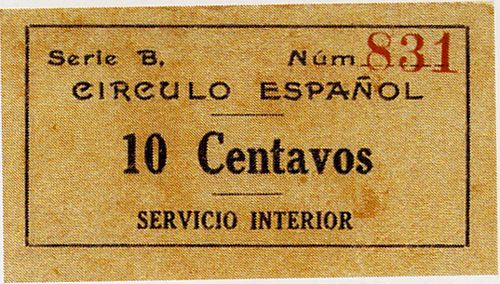 Serie B. Núm. 831
CIRCULO ESPAÑOL
10 Centavos
SERVICIO INTERIOR